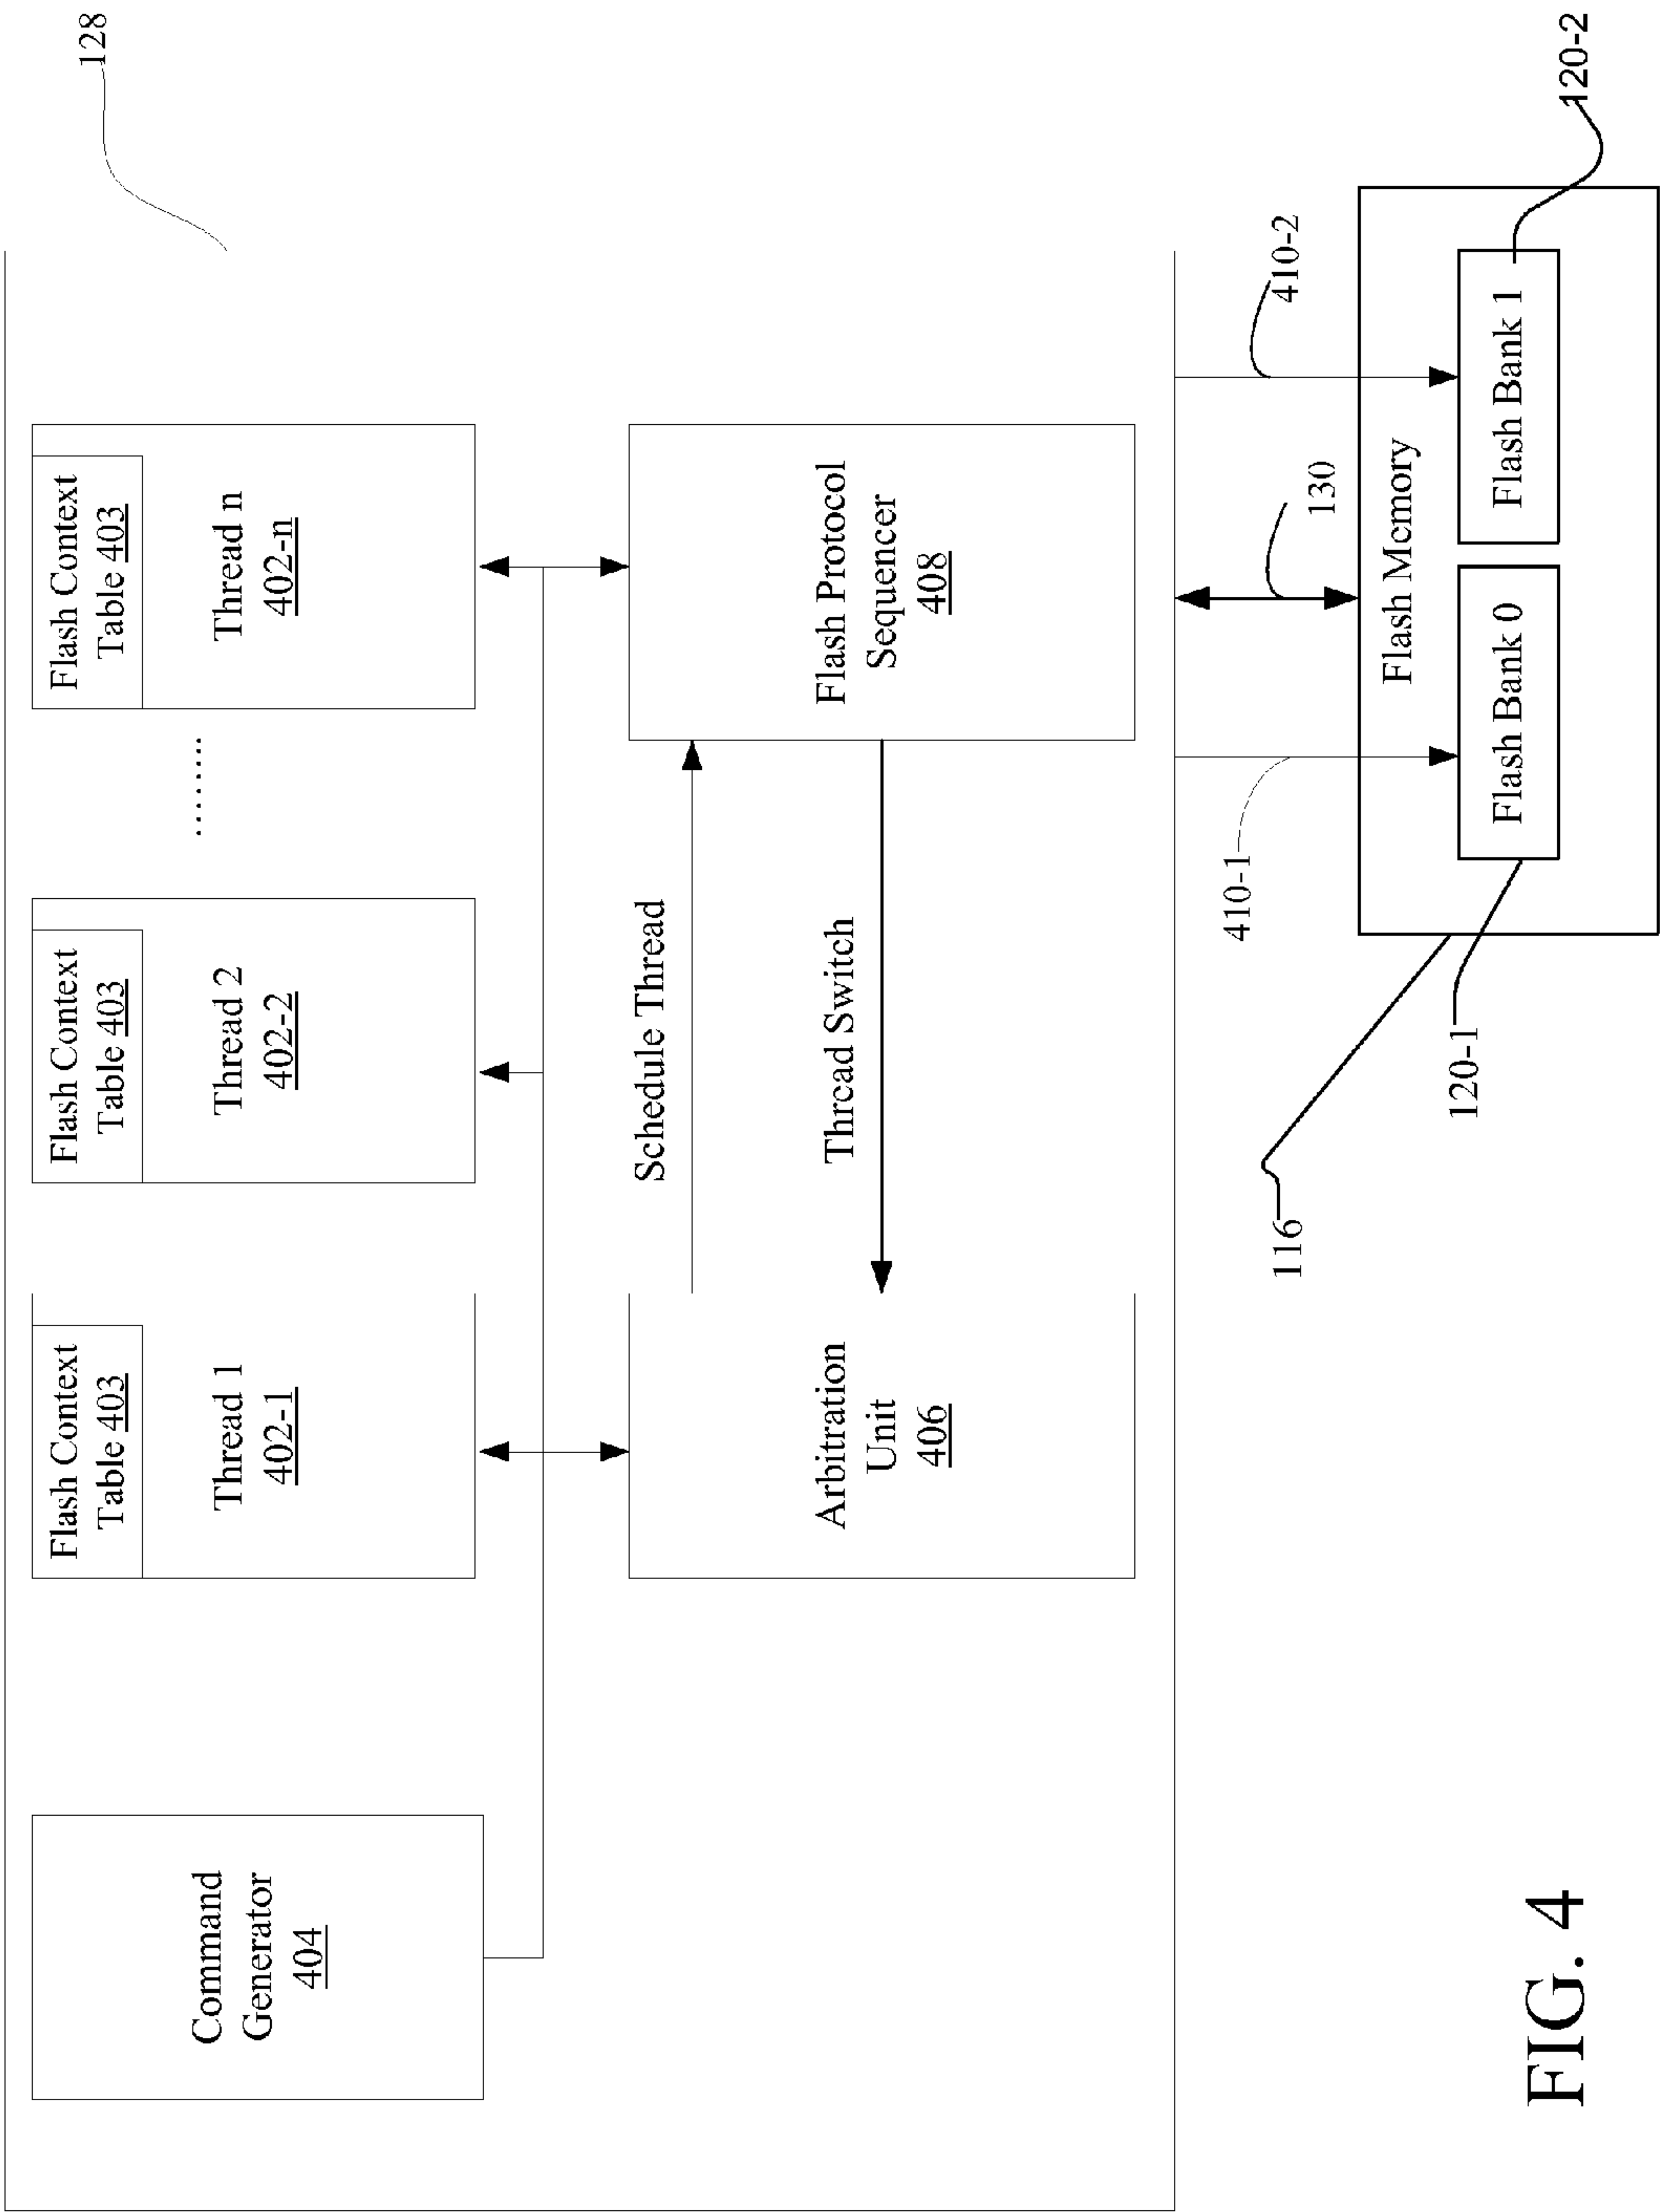 128
Flash Context
Table 403
Thread 1
402-1
Flash Context
Table 403
Thread 2
402-2
........
Flash Context
Table 403
Thread n
402-n
Command
Generator
404
Schedule Thread
Thread Switch
Arbitration
Unit
406
Flash Protocol
Sequencer
408
410-1
130
410-2
116
Flash Memory
Flash Bank 0
Flash Bank 1
120-1
120-2
FIG. 4